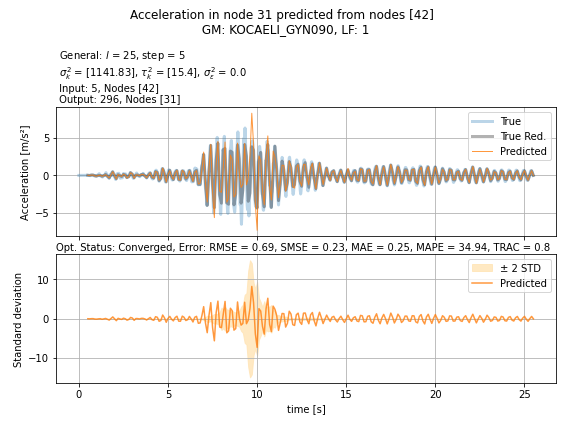 Acceleration in node 31 predicted from nodes [42]
GM: KOCAELI_GYN090, LF: 1
General: l = 25, step = 5
σ²ₖ = [1141.83], τ²ₖ = [15.4], σ²ε = 0.0
Input: 5, Nodes [42]
Output: 296, Nodes [31]
Acceleration [m/s²]
5
0
−5
True
True Red.
Predicted
Opt. Status: Converged, Error: RMSE = 0.69, SMSE = 0.23, MAE = 0.25, MAPE = 34.94, TRAC = 0.8
Standard deviation
10
0
−10
± 2 STD
Predicted
0 5 10 15 20 25
time [s]